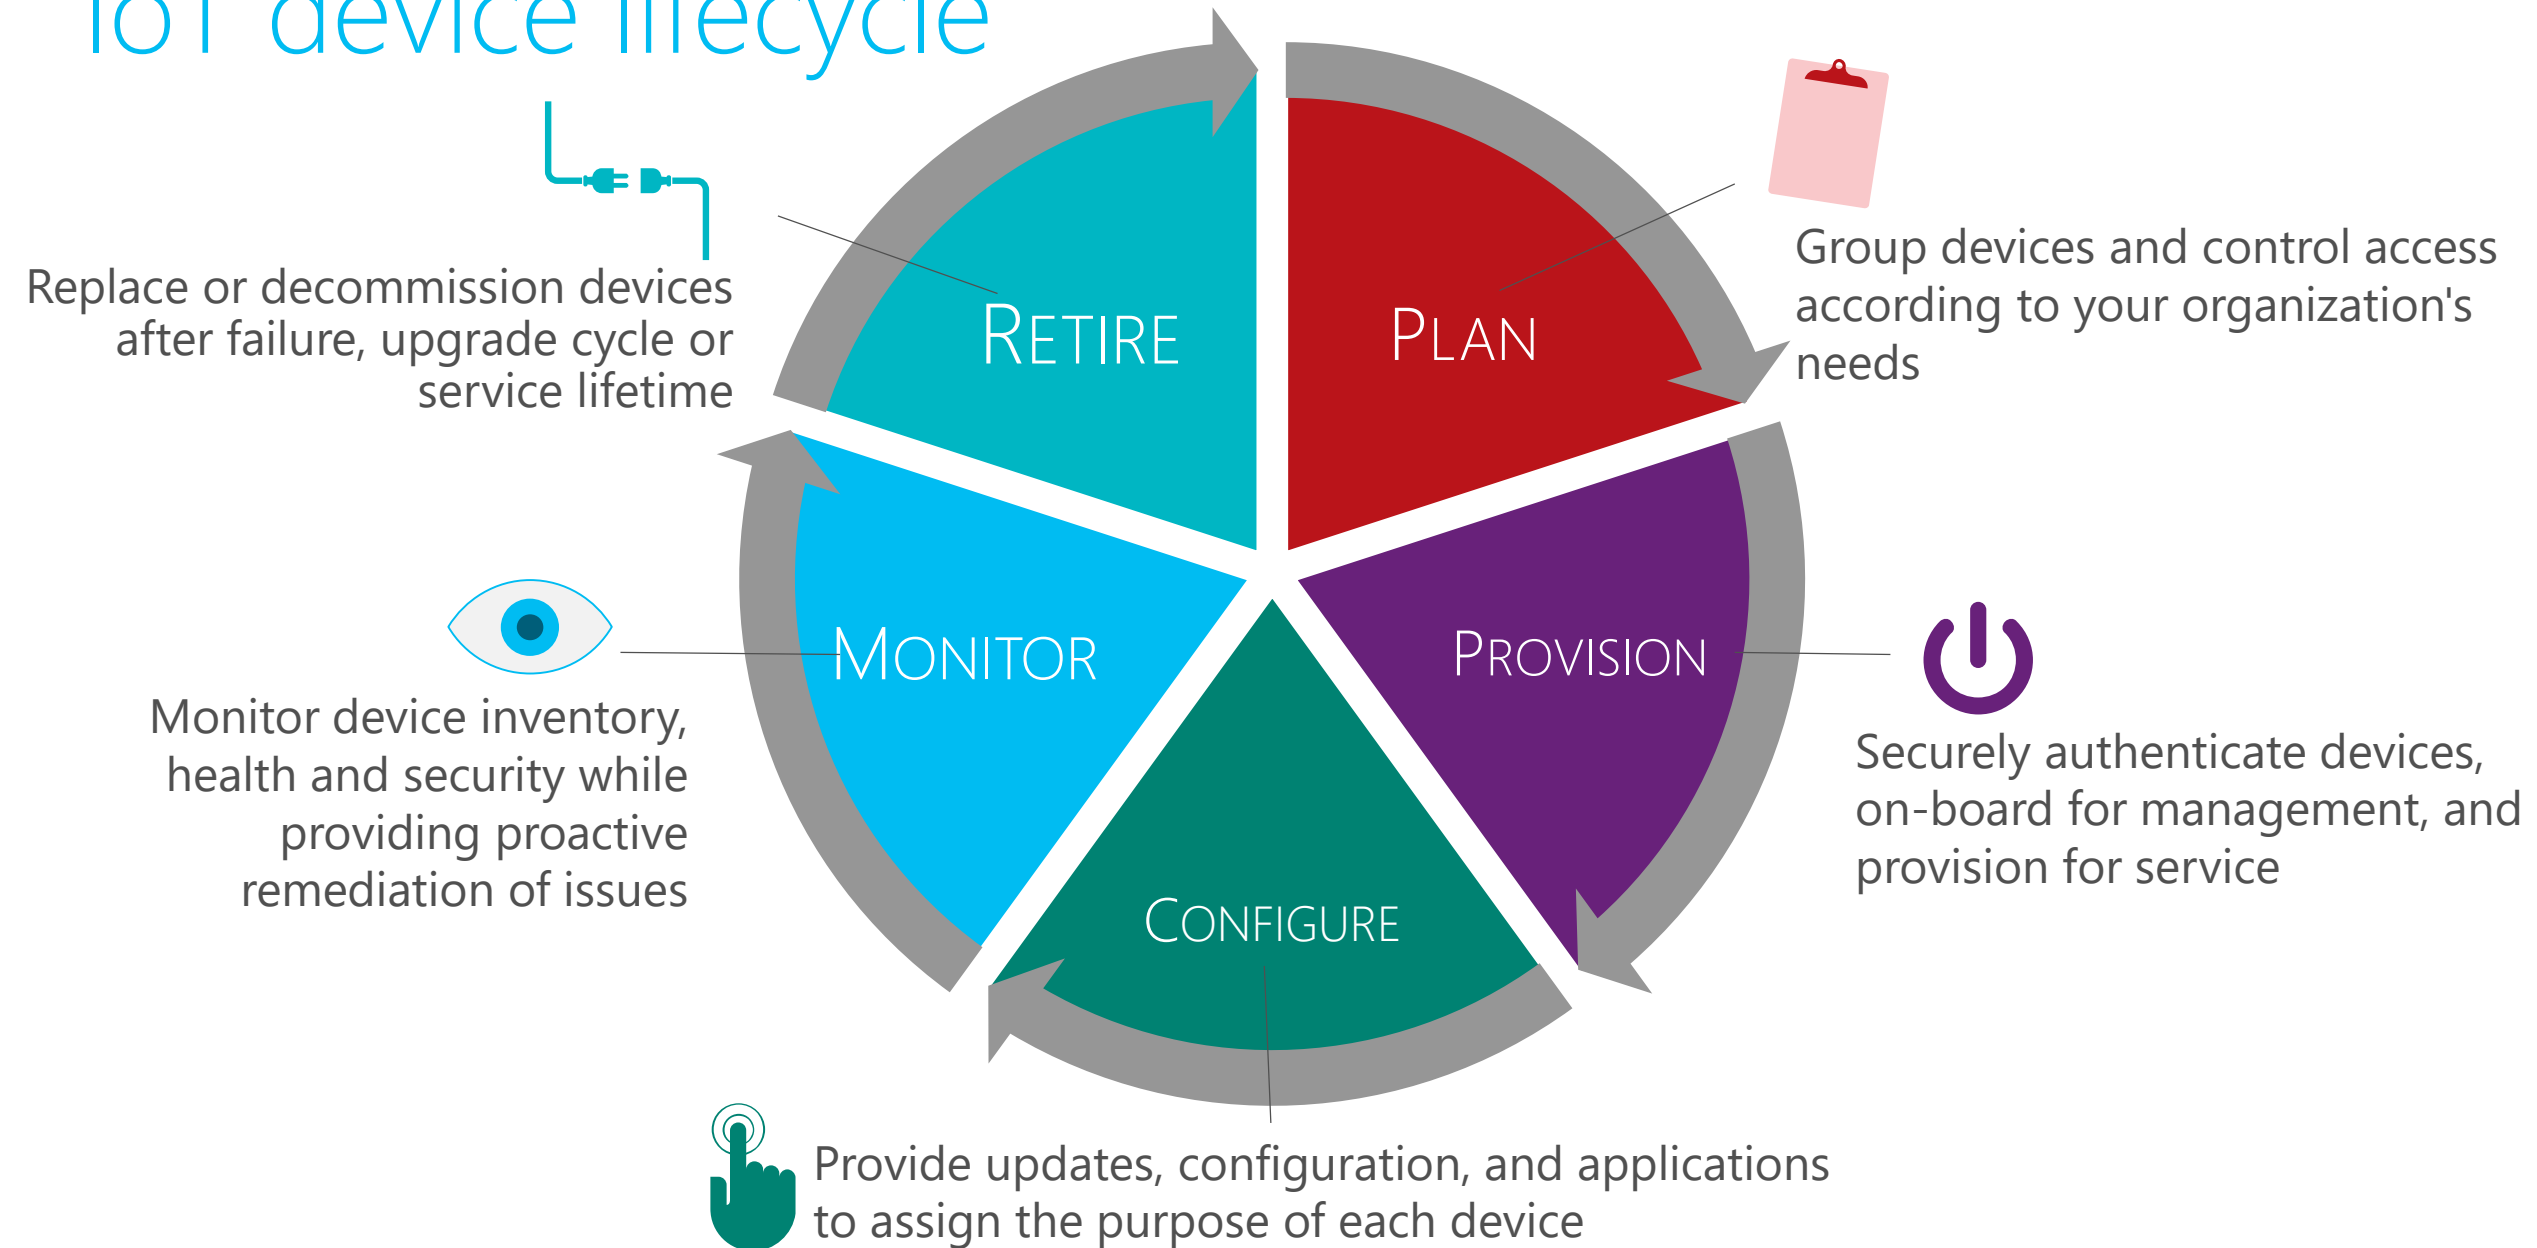 IoT device lifecycle
RETIRE
PLAN
Group devices and control access
according to your organization's
needs
Replace or decommission devices
after failure, upgrade cycle or
service lifetime
MONITOR
PROVISION
Monitor device inventory,
health and security while
providing proactive
remediation of issues
Securely authenticate devices,
on-board for management, and
provision for service
CONFIGURE
Provide updates, configuration, and applications
to assign the purpose of each device